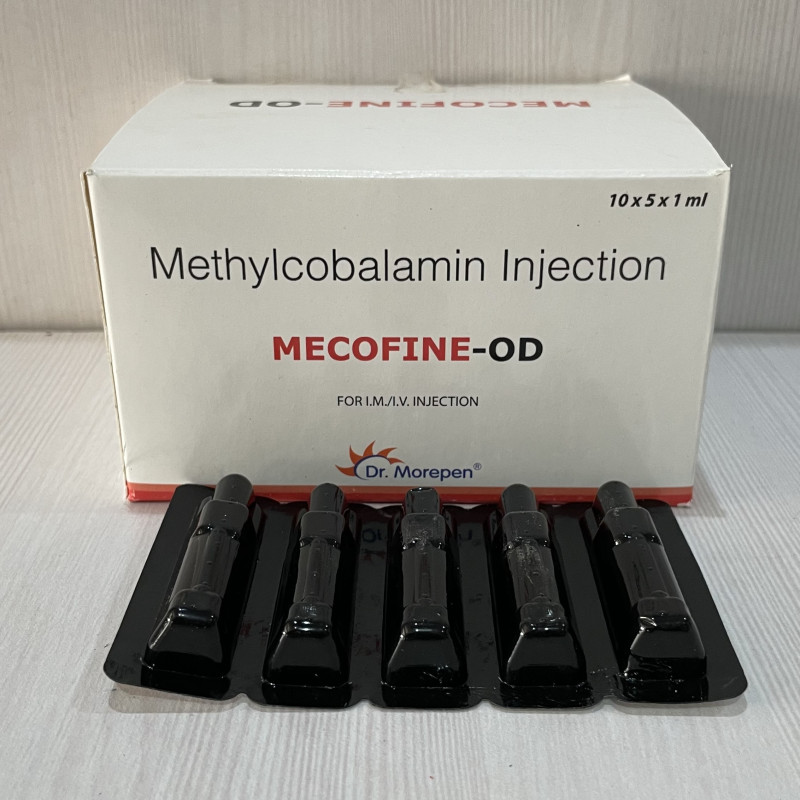 MECOFINE-OD
10 x 5 x 1 ml
Methylcobalamin Injection
MECOFINE-OD
FOR I.M./I.V. INJECTION
Dr. Morepen®